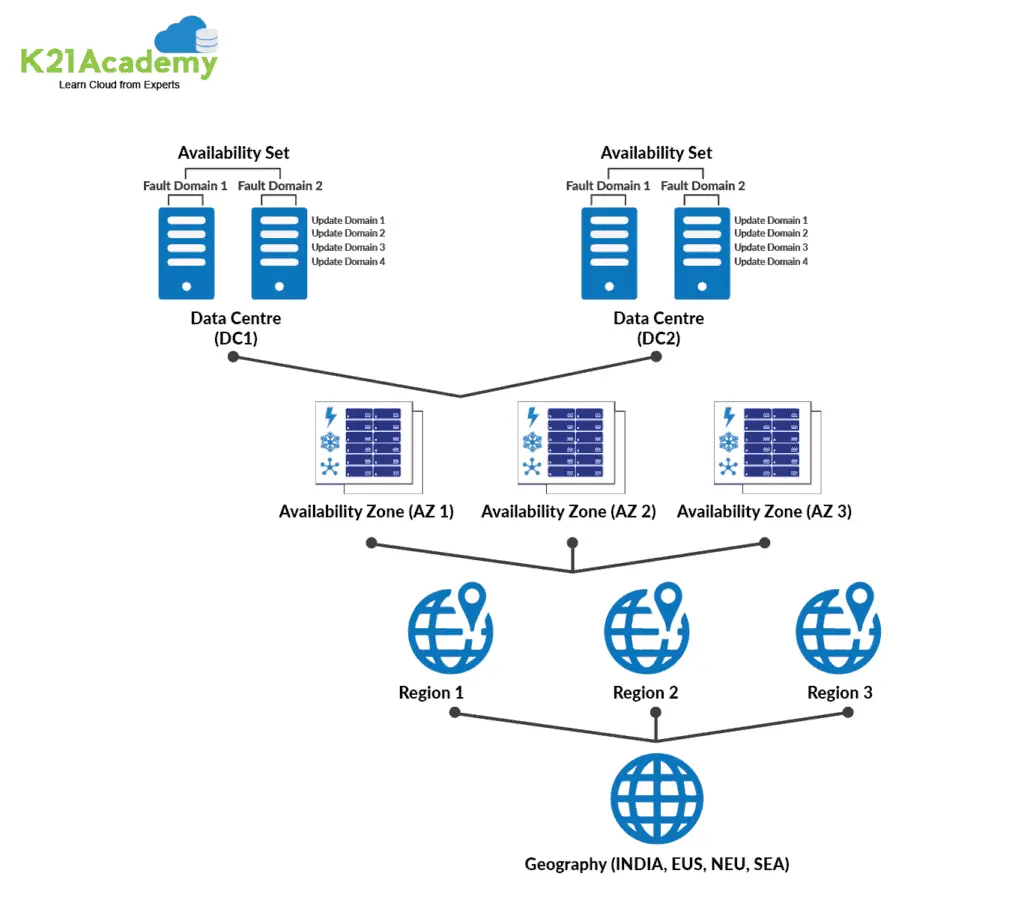 K21Academy
Learn Cloud from Experts
Availability Set
Fault Domain 1
Fault Domain 2
Update Domain 1
Update Domain 2
Update Domain 3
Update Domain 4
Data Centre
(DC1)
Availability Set
Fault Domain 1
Fault Domain 2
Update Domain 1
Update Domain 2
Update Domain 3
Update Domain 4
Data Centre
(DC2)
Availability Zone (AZ 1)
Availability Zone (AZ 2)
Availability Zone (AZ 3)
Region 1
Region 2
Region 3
Geography (INDIA, EUS, NEU, SEA)